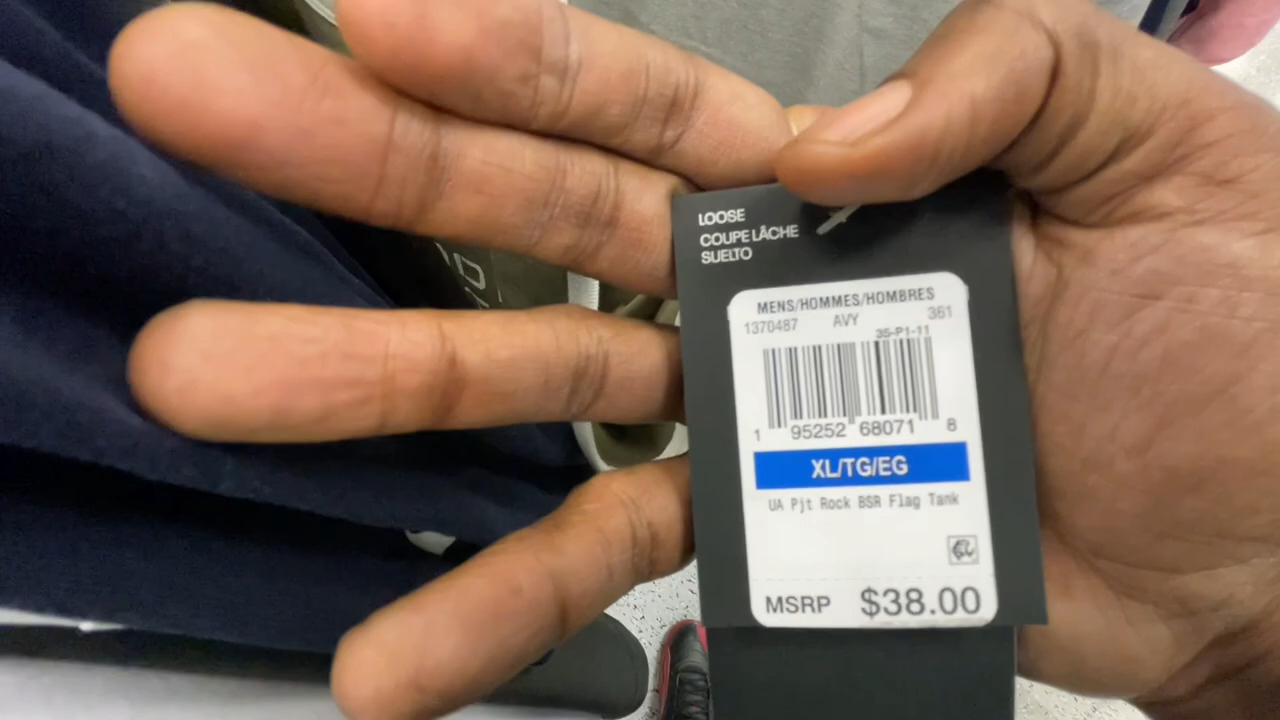 LOOSE
COUPE LÂCHE
SUELTO
MENS/HOMMES/HOMBRES
1370487 AVY 361
35-P1-11
1 95252 68071 8
XL/TG/EG
UA Pjt Rock BSR Flag Tank
MSRP $38.00